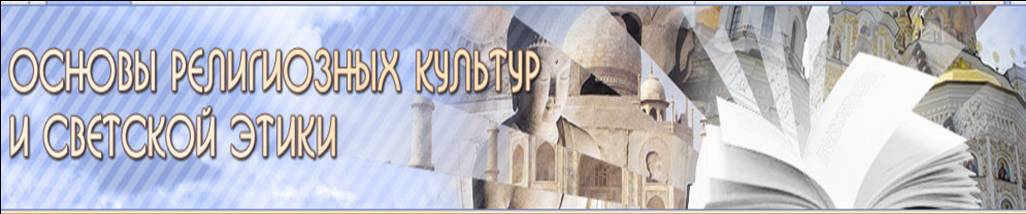 ОСНОВЫ РЕЛИГИОЗНЫХ КУЛЬТУР
И СВЕТСКОЙ ЭТИКИ